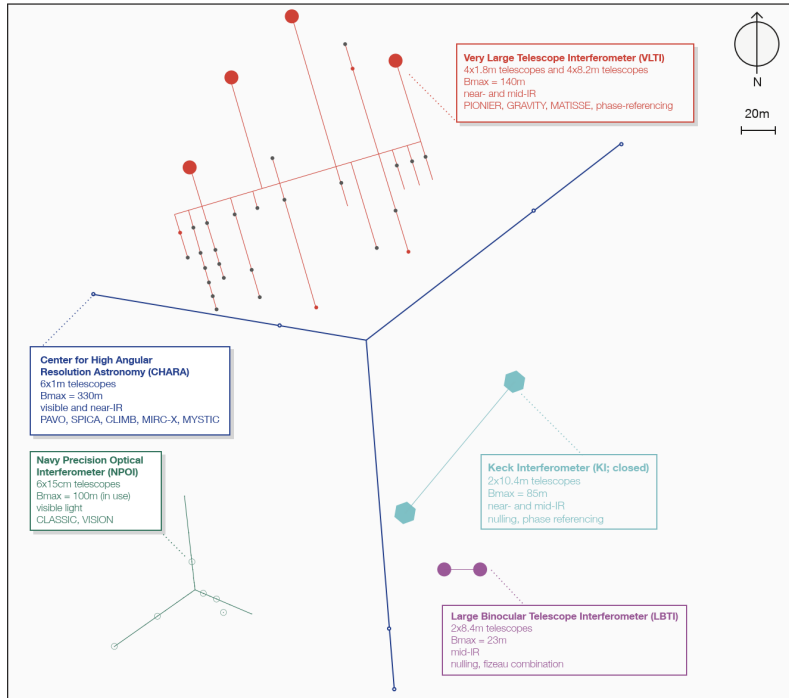 Very Large Telescope Interferometer (VLTI)
4x1.8m telescopes and 4x8.2m telescopes
Bmax = 140m
near- and mid-IR
PIONIER, GRAVITY, MATISSE, phase-referencing
N
20m
Center for High Angular
Resolution Astronomy (CHARA)
6x1m telescopes
Bmax = 330m
visible and near-IR
PAVO, SPICA, CLIMB, MIRC-X, MYSTIC
Navy Precision Optical
Interferometer (NPOI)
6x15cm telescopes
Bmax = 100m (in use)
visible light
CLASSIC, VISION
Keck Interferometer (KI; closed)
2x10.4m telescopes
Bmax = 85m
near- and mid-IR
nulling, phase referencing
Large Binocular Telescope Interferometer (LBTI)
2x8.4m telescopes
Bmax = 23m
mid-IR
nulling, fizeau combination